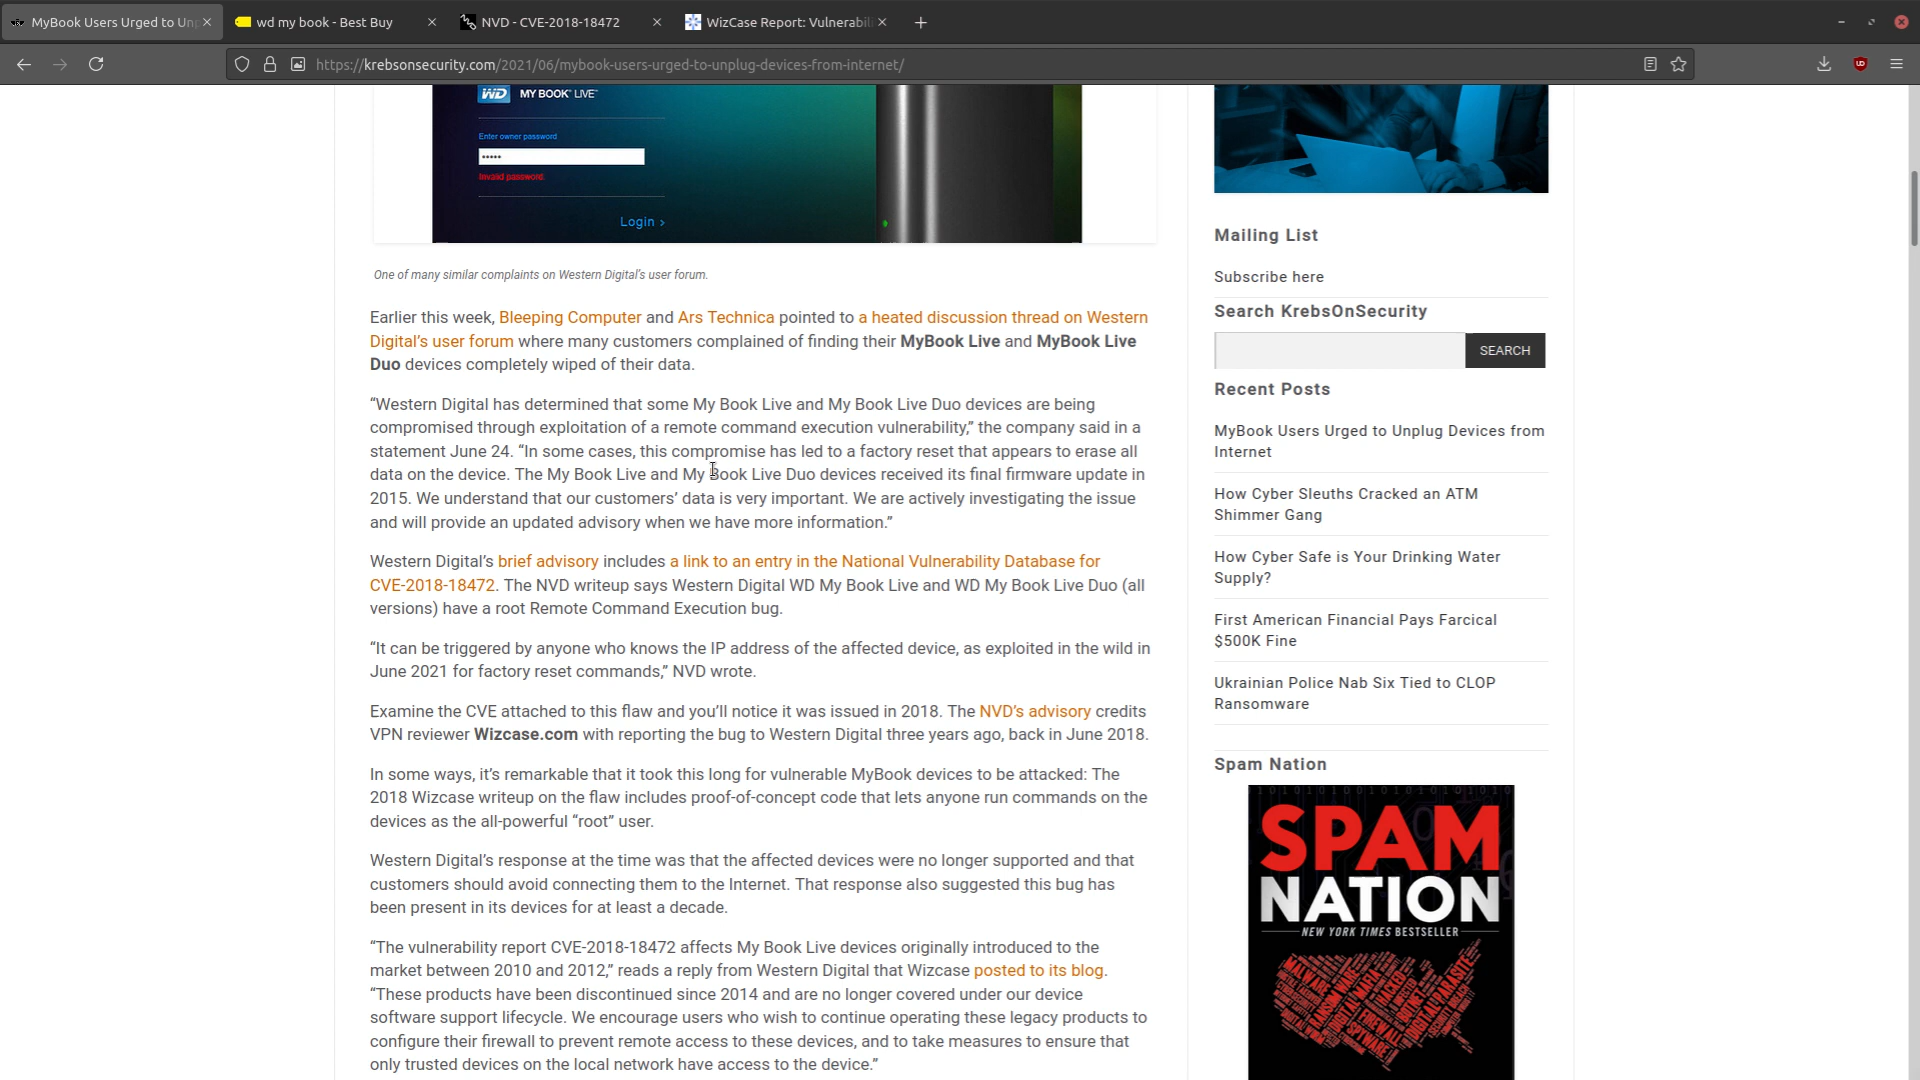 MyBook Users Urged to Un
wd my book - Best Buy
NVD - CVE-2018-18472
WizCase Report: Vulnerabil
https://krebsonsecurity.com/2021/06/mybook-users-urged-to-unplug-devices-from-internet/
WD MY BOOK LIVE™
Enter owner password
•••••
Invalid password.
Login ›
One of many similar complaints on Western Digital's user forum.
Earlier this week, Bleeping Computer and Ars Technica pointed to a heated discussion thread on Western
Digital's user forum where many customers complained of finding their MyBook Live and MyBook Live
Duo devices completely wiped of their data.
“Western Digital has determined that some My Book Live and My Book Live Duo devices are being
compromised through exploitation of a remote command execution vulnerability,” the company said in a
statement June 24. “In some cases, this compromise has led to a factory reset that appears to erase all
data on the device. The My Book Live and My Book Live Duo devices received its final firmware update in
2015. We understand that our customers’ data is very important. We are actively investigating the issue
and will provide an updated advisory when we have more information.”
Western Digital’s brief advisory includes a link to an entry in the National Vulnerability Database for
CVE-2018-18472. The NVD writeup says Western Digital WD My Book Live and WD My Book Live Duo (all
versions) have a root Remote Command Execution bug.
“It can be triggered by anyone who knows the IP address of the affected device, as exploited in the wild in
June 2021 for factory reset commands,” NVD wrote.
Examine the CVE attached to this flaw and you’ll notice it was issued in 2018. The NVD’s advisory credits
VPN reviewer Wizcase.com with reporting the bug to Western Digital three years ago, back in June 2018.
In some ways, it’s remarkable that it took this long for vulnerable MyBook devices to be attacked: The
2018 Wizcase writeup on the flaw includes proof-of-concept code that lets anyone run commands on the
devices as the all-powerful “root” user.
Western Digital’s response at the time was that the affected devices were no longer supported and that
customers should avoid connecting them to the Internet. That response also suggested this bug has
been present in its devices for at least a decade.
“The vulnerability report CVE-2018-18472 affects My Book Live devices originally introduced to the
market between 2010 and 2012,” reads a reply from Western Digital that Wizcase posted to its blog.
“These products have been discontinued since 2014 and are no longer covered under our device
software support lifecycle. We encourage users who wish to continue operating these legacy products to
configure their firewall to prevent remote access to these devices, and to take measures to ensure that
only trusted devices on the local network have access to the device.”
Mailing List
Subscribe here
Search KrebsOnSecurity
SEARCH
Recent Posts
MyBook Users Urged to Unplug Devices from
Internet
How Cyber Sleuths Cracked an ATM
Shimmer Gang
How Cyber Safe is Your Drinking Water
Supply?
First American Financial Pays Farcical
$500K Fine
Ukrainian Police Nab Six Tied to CLOP
Ransomware
Spam Nation
SPAM
NATION
NEW YORK TIMES BESTSELLER